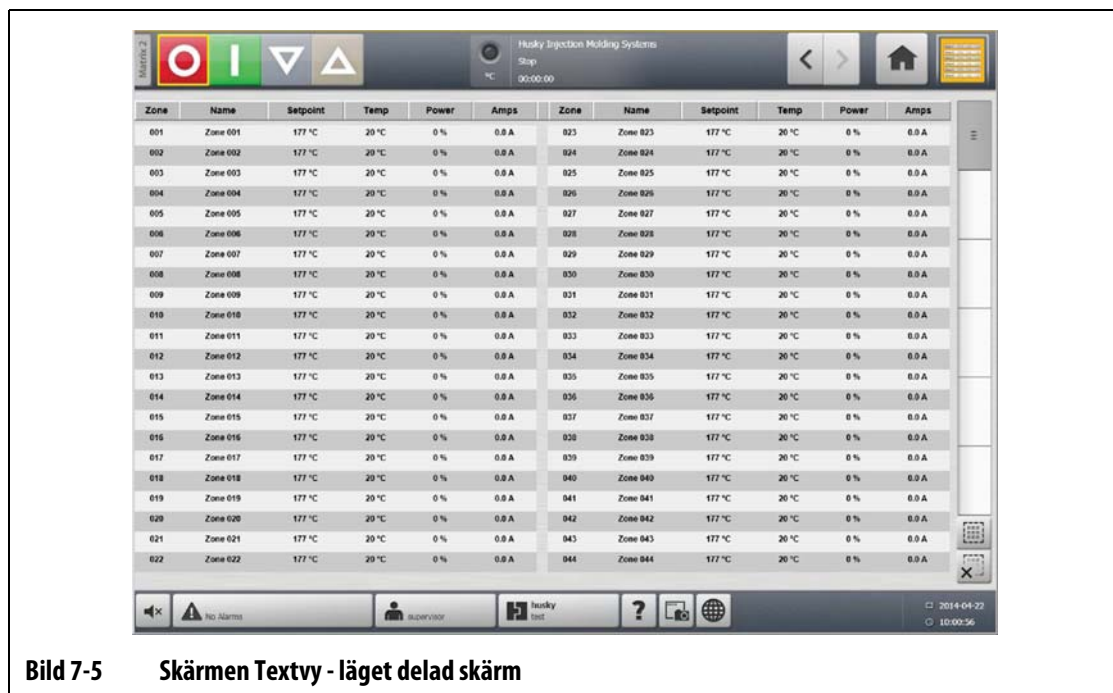 Matrix 2
Husky Injection Molding Systems
Stop
°C 00:00:00
Zone Name Setpoint Temp Power Amps Zone Name Setpoint Temp Power Amps
001 Zone 001 177 °C 20 °C 0 % 0.0 A 023 Zone 023 177 °C 20 °C 0 % 0.0 A
002 Zone 002 177 °C 20 °C 0 % 0.0 A 024 Zone 024 177 °C 20 °C 0 % 0.0 A
003 Zone 003 177 °C 20 °C 0 % 0.0 A 025 Zone 025 177 °C 20 °C 0 % 0.0 A
004 Zone 004 177 °C 20 °C 0 % 0.0 A 026 Zone 026 177 °C 20 °C 0 % 0.0 A
005 Zone 005 177 °C 20 °C 0 % 0.0 A 027 Zone 027 177 °C 20 °C 0 % 0.0 A
006 Zone 006 177 °C 20 °C 0 % 0.0 A 028 Zone 028 177 °C 20 °C 0 % 0.0 A
007 Zone 007 177 °C 20 °C 0 % 0.0 A 029 Zone 029 177 °C 20 °C 0 % 0.0 A
008 Zone 008 177 °C 20 °C 0 % 0.0 A 030 Zone 030 177 °C 20 °C 0 % 0.0 A
009 Zone 009 177 °C 20 °C 0 % 0.0 A 031 Zone 031 177 °C 20 °C 0 % 0.0 A
010 Zone 010 177 °C 20 °C 0 % 0.0 A 032 Zone 032 177 °C 20 °C 0 % 0.0 A
011 Zone 011 177 °C 20 °C 0 % 0.0 A 033 Zone 033 177 °C 20 °C 0 % 0.0 A
012 Zone 012 177 °C 20 °C 0 % 0.0 A 034 Zone 034 177 °C 20 °C 0 % 0.0 A
013 Zone 013 177 °C 20 °C 0 % 0.0 A 035 Zone 035 177 °C 20 °C 0 % 0.0 A
014 Zone 014 177 °C 20 °C 0 % 0.0 A 036 Zone 036 177 °C 20 °C 0 % 0.0 A
015 Zone 015 177 °C 20 °C 0 % 0.0 A 037 Zone 037 177 °C 20 °C 0 % 0.0 A
016 Zone 016 177 °C 20 °C 0 % 0.0 A 038 Zone 038 177 °C 20 °C 0 % 0.0 A
017 Zone 017 177 °C 20 °C 0 % 0.0 A 039 Zone 039 177 °C 20 °C 0 % 0.0 A
018 Zone 018 177 °C 20 °C 0 % 0.0 A 040 Zone 040 177 °C 20 °C 0 % 0.0 A
019 Zone 019 177 °C 20 °C 0 % 0.0 A 041 Zone 041 177 °C 20 °C 0 % 0.0 A
020 Zone 020 177 °C 20 °C 0 % 0.0 A 042 Zone 042 177 °C 20 °C 0 % 0.0 A
021 Zone 021 177 °C 20 °C 0 % 0.0 A 043 Zone 043 177 °C 20 °C 0 % 0.0 A
022 Zone 022 177 °C 20 °C 0 % 0.0 A 044 Zone 044 177 °C 20 °C 0 % 0.0 A
No Alarms supervisor husky ? 2014-04-22
test 10:00:56
Bild 7-5 Skärmen Textvy - läget delad skärm